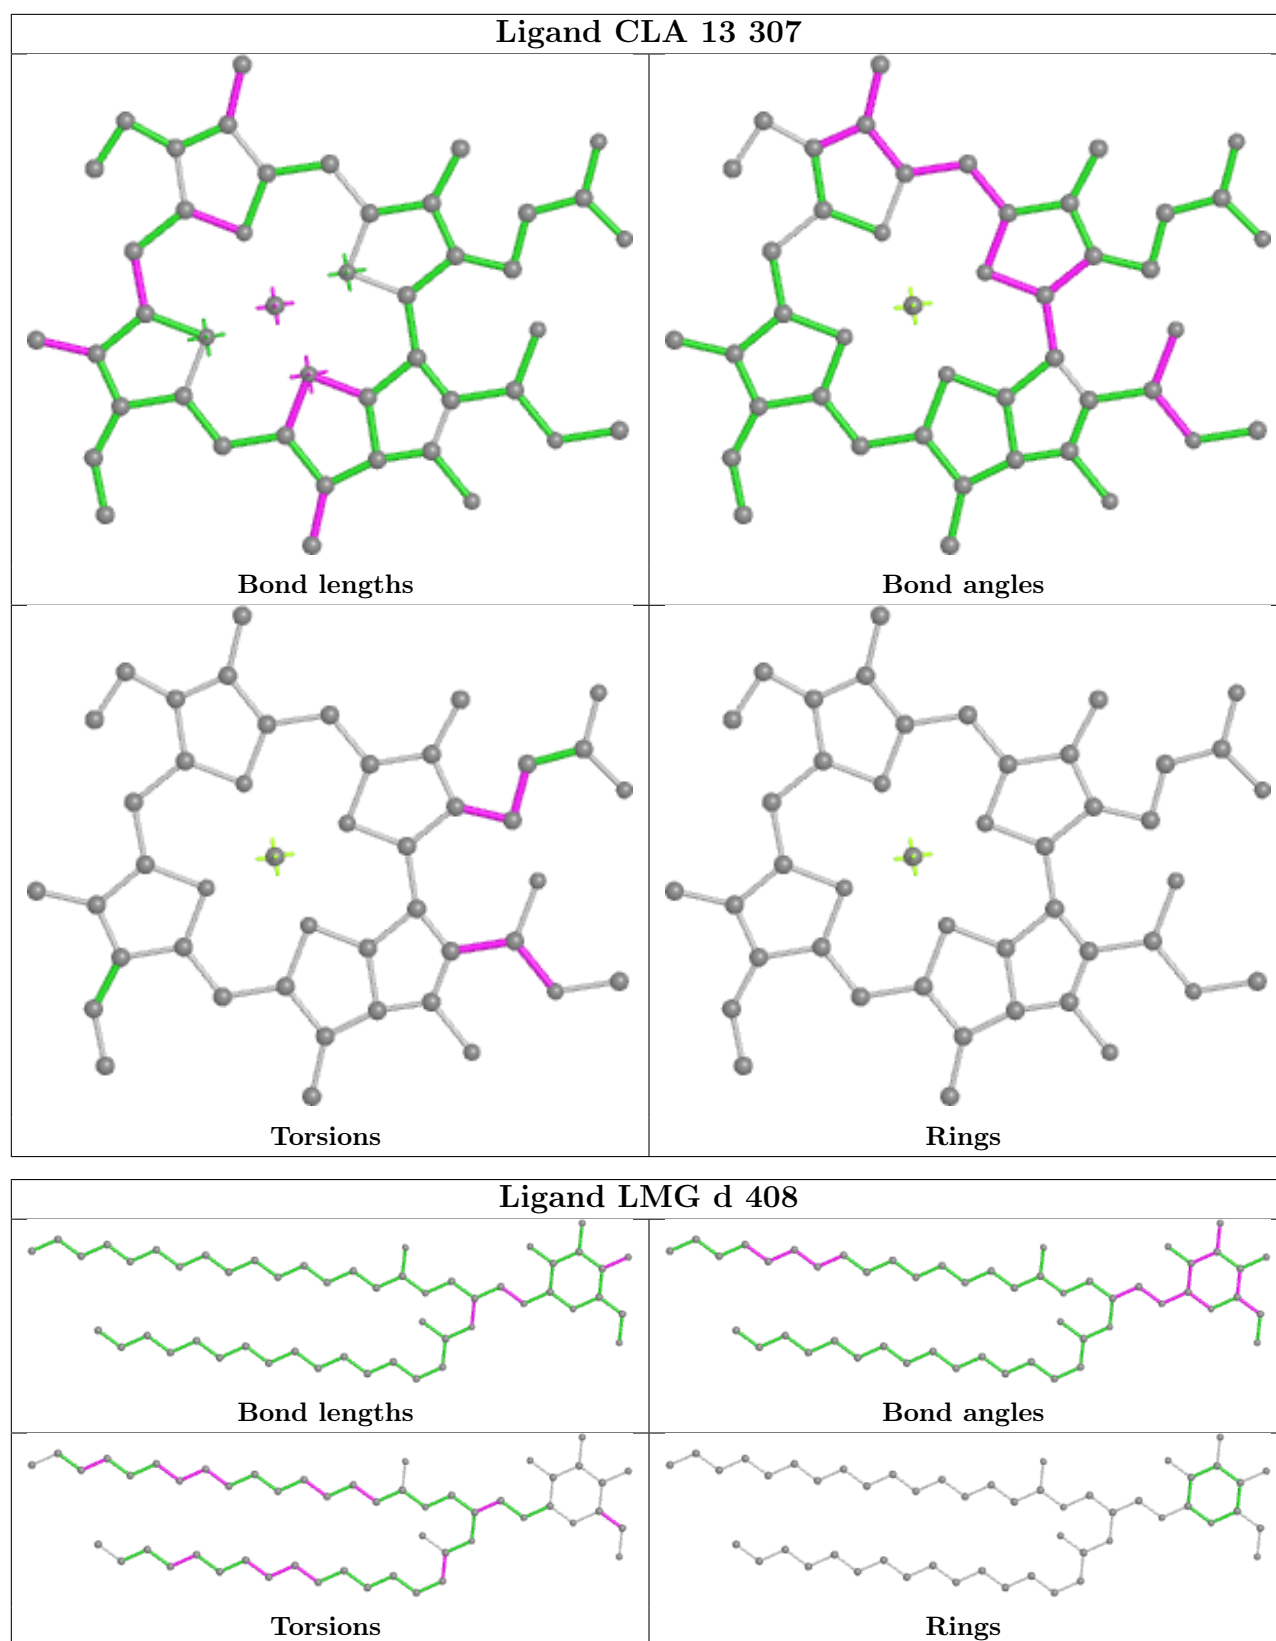 Ligand CLA 13 307
Bond lengths
Bond angles
Torsions
Rings
Ligand LMG d 408
Bond lengths
Bond angles
Torsions
Rings